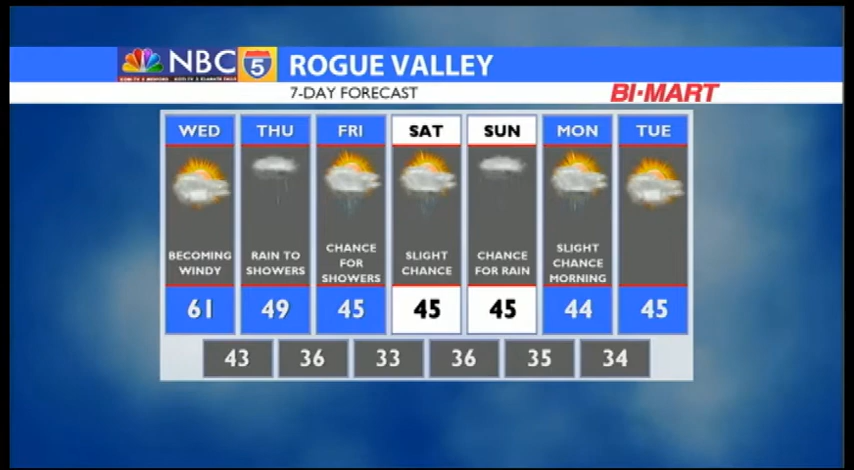 NBC 5
ROGUE VALLEY
7-DAY FORECAST
BI-MART
WED THU FRI SAT SUN MON TUE
BECOMING WINDY
RAIN TO SHOWERS
CHANCE FOR SHOWERS
SLIGHT CHANCE
CHANCE FOR RAIN
SLIGHT CHANCE MORNING
61 49 45 45 45 44 45
43 36 33 36 35 34